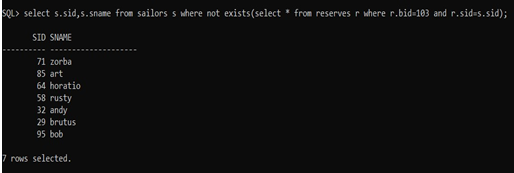 SQL> select s.sid,s.sname from sailors s where not exists(select * from reserves r where r.bid=103 and r.sid=s.sid);
SID SNAME
---------- --------------------
71 zorba
85 art
64 horatio
58 rusty
32 andy
29 brutus
95 bob
7 rows selected.